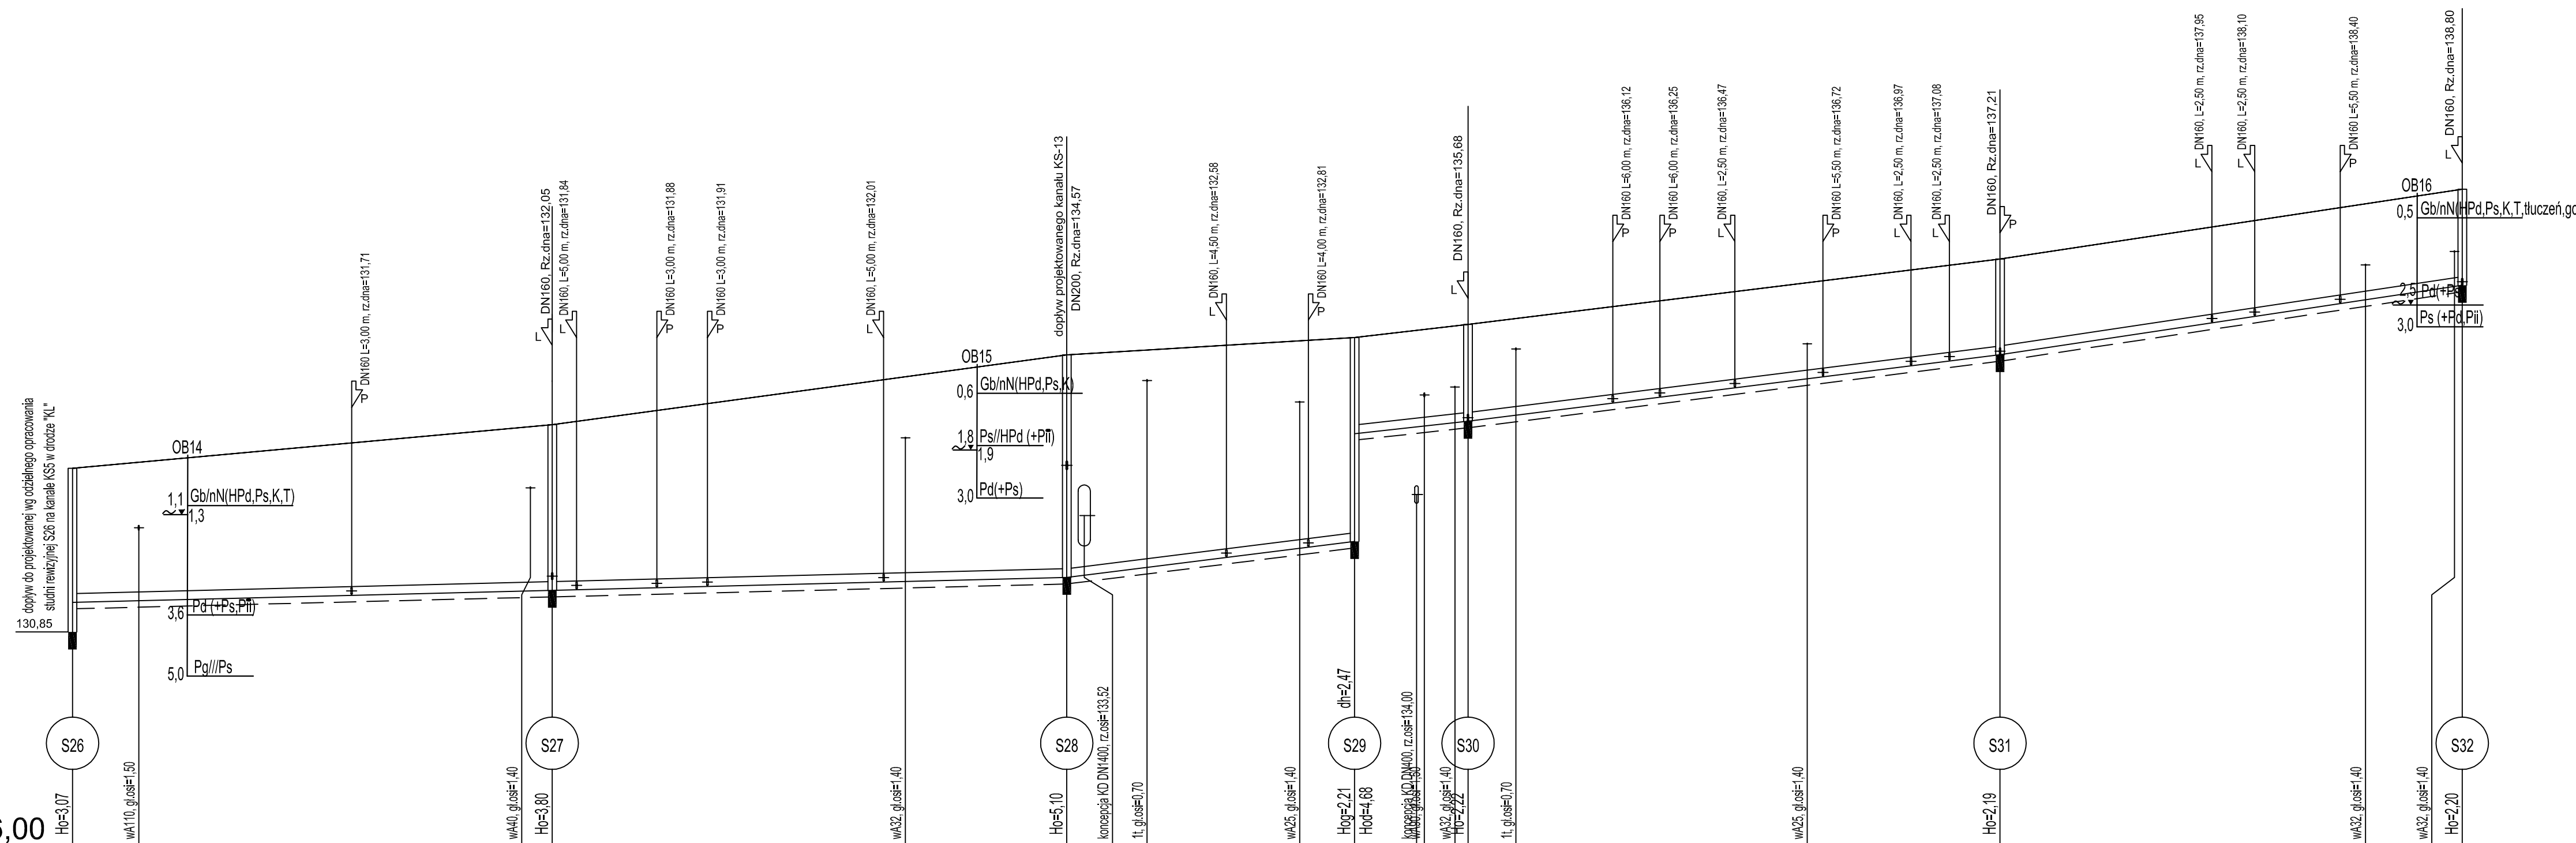 dopływ do projektowanej wg odzielnego opracowania
studni rewizyjnej S26 na kanale KS5 w drodze "KL"
130,85
OB14
1,1 Gb/nN(HPd,Ps,K,T)
1,3
3,6 Pd (+Ps,Pπ)
5,0 Pg///Ps
DN160 L=3,00 m, rz.dna=131,71
P
DN160, Rz.dna=132,05
L
DN160, L=5,00 m, rz.dna=131,84
L
DN160 L=3,00 m, rz.dna=131,88
P
DN160 L=3,00 m, rz.dna=131,91
P
DN160, L=5,00 m, rz.dna=132,01
L
OB15
0,6 Gb/nN(HPd,Ps,K)
1,8 Ps//HPd (+Pπ)
1,9
3,0 Pd(+Ps)
dopływ projektowanego kanału KS-13
DN200, Rz.dna=134,57
DN160, L=4,50 m, rz.dna=132,58
L
DN160 L=4,00 m, rz.dna=132,81
P
DN160, Rz.dna=135,68
L
DN160 L=6,00 m, rz.dna=136,12
P
DN160 L=6,00 m, rz.dna=136,25
P
DN160, L=2,50 m, rz.dna=136,47
L
DN160 L=5,50 m, rz.dna=136,72
P
DN160, L=2,50 m, rz.dna=136,97
L
DN160, L=2,50 m, rz.dna=137,08
L
DN160, Rz.dna=137,21
P
DN160, L=2,50 m, rz.dna=137,95
L
DN160, L=2,50 m, rz.dna=138,10
L
DN160 L=5,50 m, rz.dna=138,40
P
DN160, Rz.dna=138,80
L
OB16
0,5 Gb/nN(HPd,Ps,K,T,tłuczeń,gc
2,5 Pd(+Ps
3,0 Ps (+Pd,Pii)
dh=2,47
S26
S27
S28
S29
S30
S31
S32
6,00
Ho=3,07
wA110, gł.osi=1,50
wA40, gł.osi=1,40
Ho=3,80
wA32, gł.osi=1,40
Ho=5,10
koncepcja KD DN1400, rz.osi=133,52
1t, gł.osi=0,70
wA25, gł.osi=1,40
Hog=2,21
Hod=4,68
koncepcja KD DN400, rz.osi=134,00
wA32, gł.osi=1,40
Ho=2,22
1t, gł.osi=0,70
wA25, gł.osi=1,40
Ho=2,19
wA32, gł.osi=1,40
wA32, gł.osi=1,40
Ho=2,20